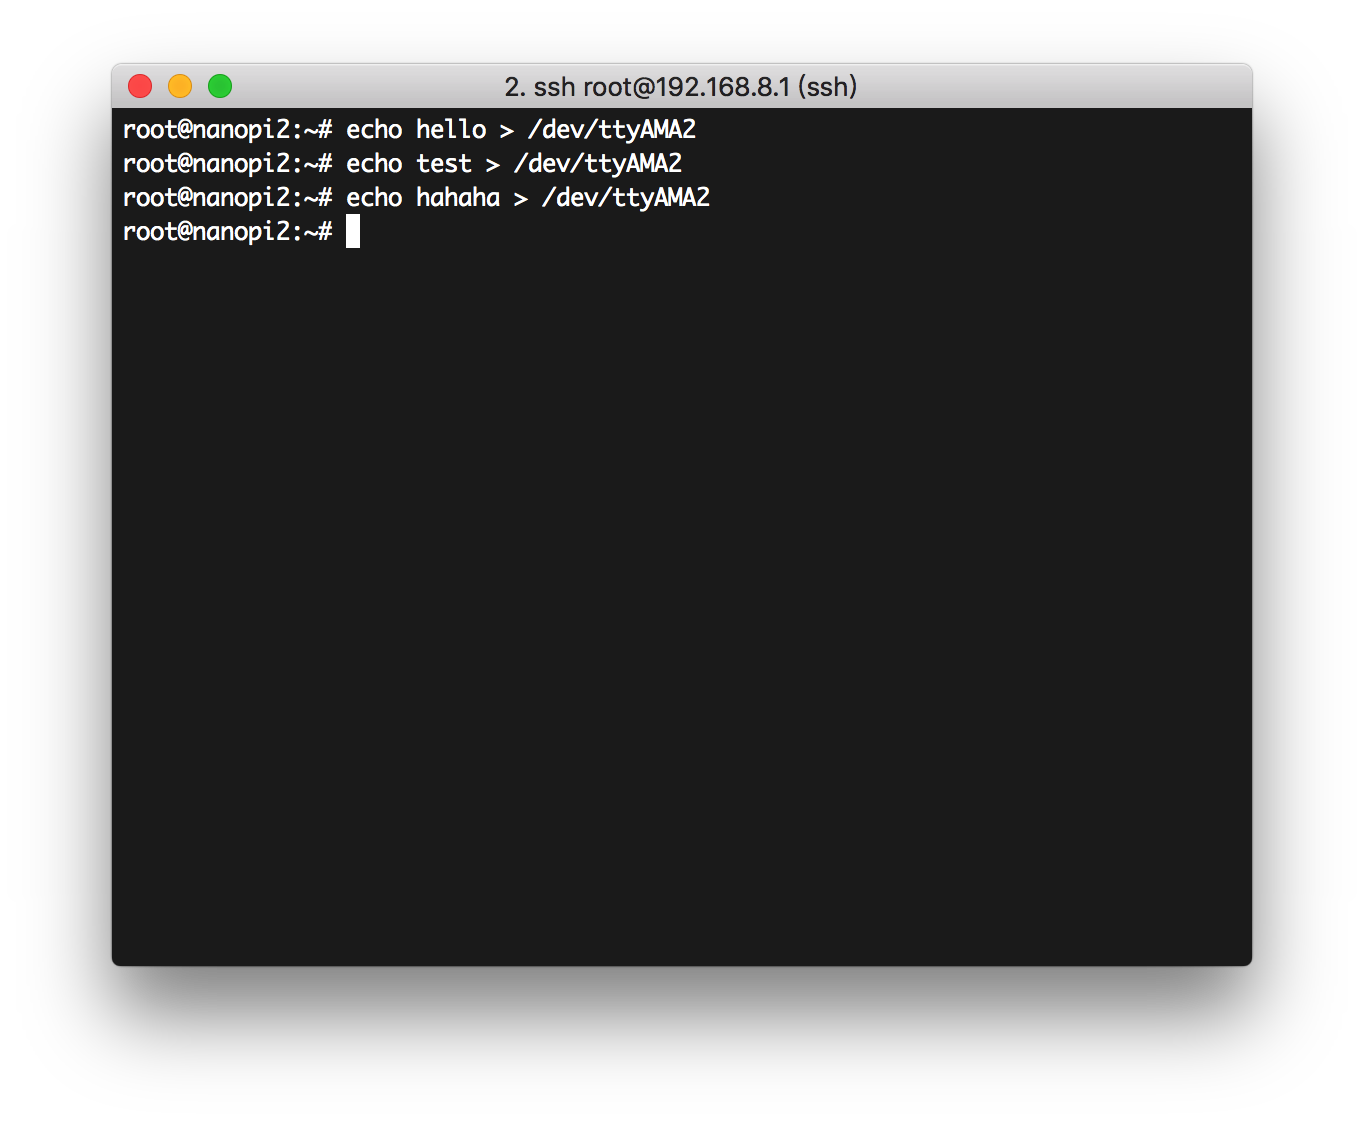 2. ssh root@192.168.8.1 (ssh)
root@nanopi2:~# echo hello > /dev/ttyAMA2
root@nanopi2:~# echo test > /dev/ttyAMA2
root@nanopi2:~# echo hahaha > /dev/ttyAMA2
root@nanopi2:~#